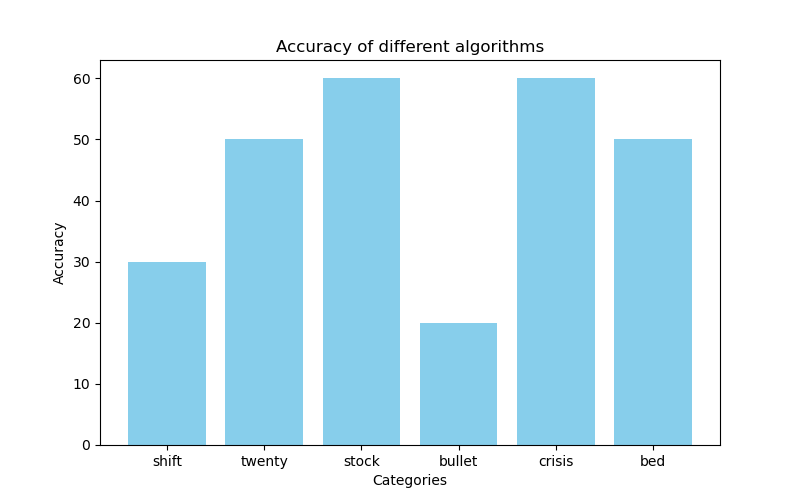 Accuracy of different algorithms
60
50
40
30
20
10
0
Accuracy
shift twenty stock bullet crisis bed
Categories